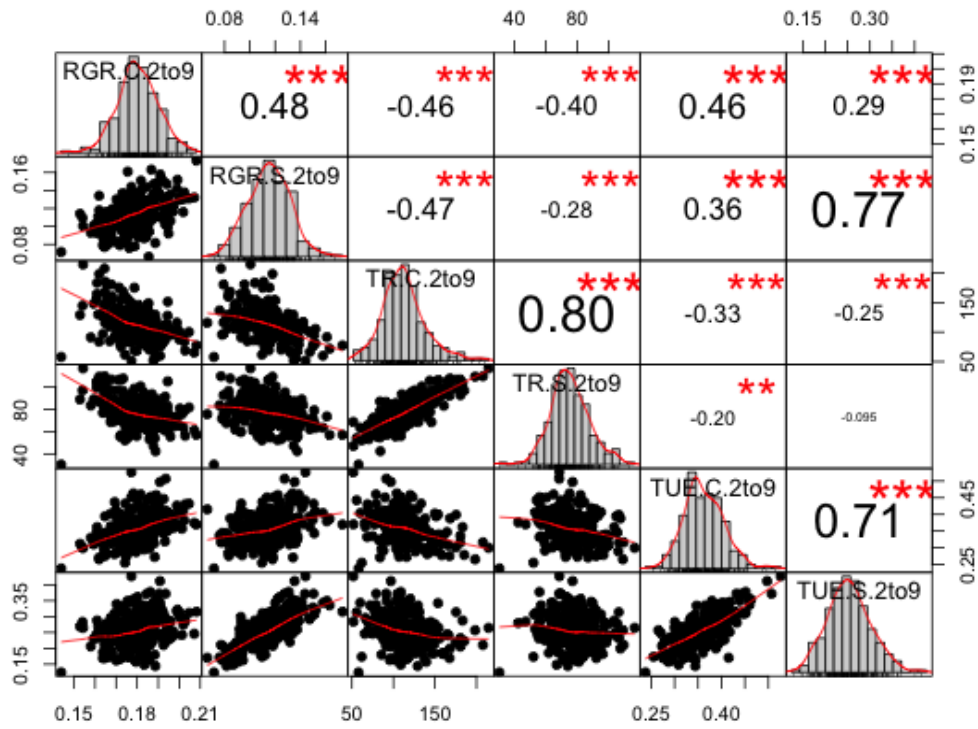 0.08 0.14 40 80 0.15 0.30
RGR.C.2to9 *** *** *** *** ***
0.48 -0.46 -0.40 0.46 0.29
0.15 0.19
RGR.S.2to9 *** *** *** ***
-0.47 -0.28 0.36 0.77
0.08 0.16
TR.C.2to9 *** *** ***
0.80 -0.33 -0.25
50 150
TR.S.2to9 **
-0.20 -0.095
40 80
TUE.C.2to9 ***
0.71
0.25 0.45
TUE.S.2to9
0.15 0.35
0.15 0.18 0.21 50 150 0.25 0.40